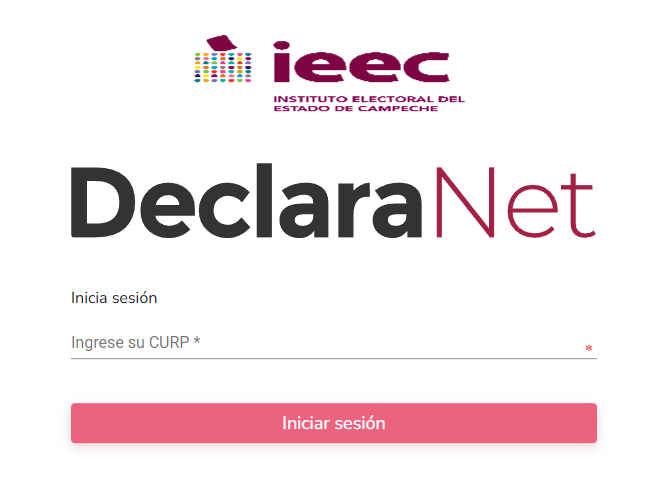 ieec
INSTITUTO ELECTORAL DEL
ESTADO DE CAMPECHE
DeclaraNet
Inicia sesión
Ingrese su CURP *
*
Iniciar sesión